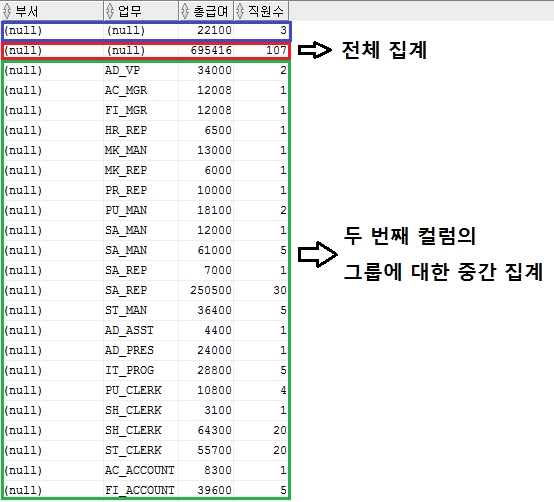 부서 업무 총급여 직원수
(null) (null) 22100 3
(null) (null) 695416 107
전체 집계
(null) AD_VP 34000 2
(null) AC_MGR 12008 1
(null) FI_MGR 12008 1
(null) HR_REP 6500 1
(null) MK_MAN 13000 1
(null) MK_REP 6000 1
(null) PR_REP 10000 1
(null) PU_MAN 18100 2
(null) SA_MAN 12000 1
(null) SA_MAN 61000 5
(null) SA_REP 7000 1
(null) SA_REP 250500 30
(null) ST_MAN 36400 5
(null) AD_ASST 4400 1
(null) AD_PRES 24000 1
(null) IT_PROG 28800 5
(null) PU_CLERK 10800 4
(null) SH_CLERK 3100 1
(null) SH_CLERK 64300 20
(null) ST_CLERK 55700 20
(null) AC_ACCOUNT 8300 1
(null) FI_ACCOUNT 39600 5
두 번째 컬럼의
그룹에 대한 중간 집계